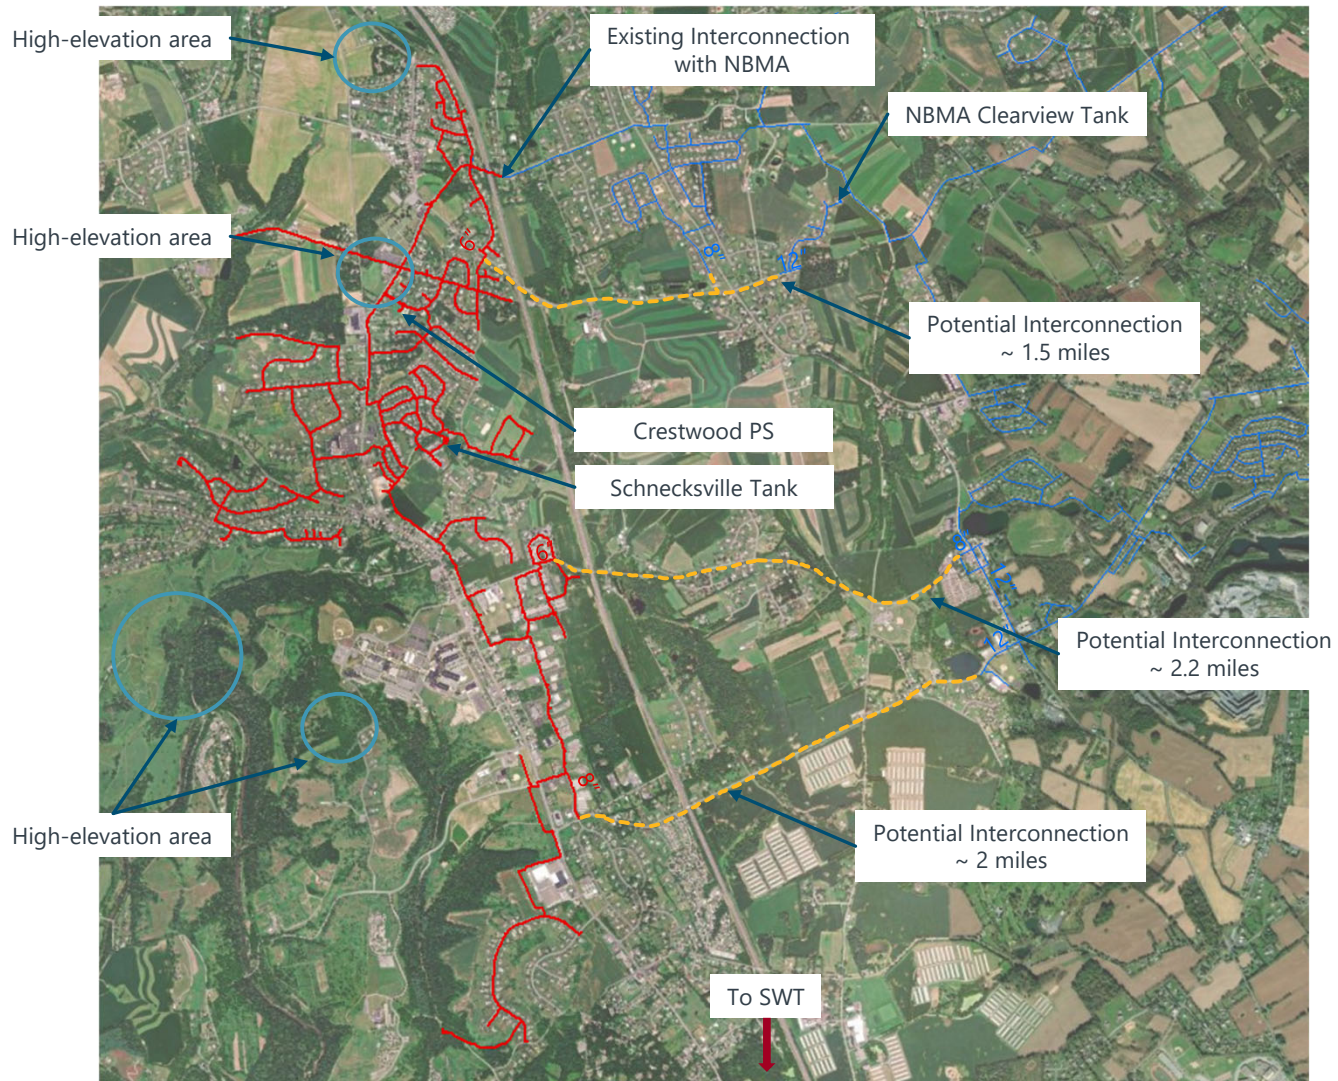 High-elevation area
Existing Interconnection
with NBMA
NBMA Clearview Tank
High-elevation area
6"
8"
12"
Potential Interconnection
~ 1.5 miles
Crestwood PS
Schnecksville Tank
6"
8"
12"
12"
Potential Interconnection
~ 2.2 miles
8"
High-elevation area
Potential Interconnection
~ 2 miles
To SWT